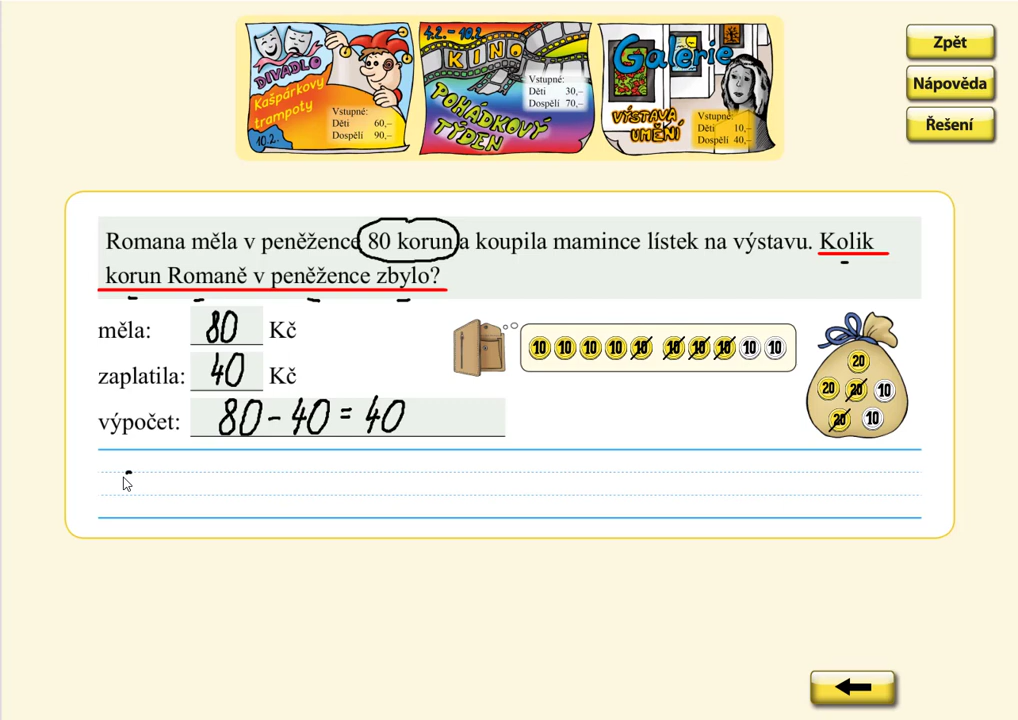 DIVADLO
Kašpárkovy
trampoty
10.2.
Vstupné:
Děti 60,–
Dospělí 90,–
4.2. – 10.2.
KINO
Vstupné:
Děti 30,–
Dospělí 70,–
POHÁDKOVÝ
TÝDEN
Galerie
VÝSTAVA
UMĚNÍ
Vstupné:
Děti 10,–
Dospělí 40,–
Zpět
Nápověda
Řešení
Romana měla v peněžence 80 korun a koupila mamince lístek na výstavu. Kolik
korun Romaně v peněžence zbylo?
měla: 80 Kč
zaplatila: 40 Kč
výpočet: 80 - 40 = 40
10 10 10 10 10 10 10 10 10 10
20
20 20 10
20 10